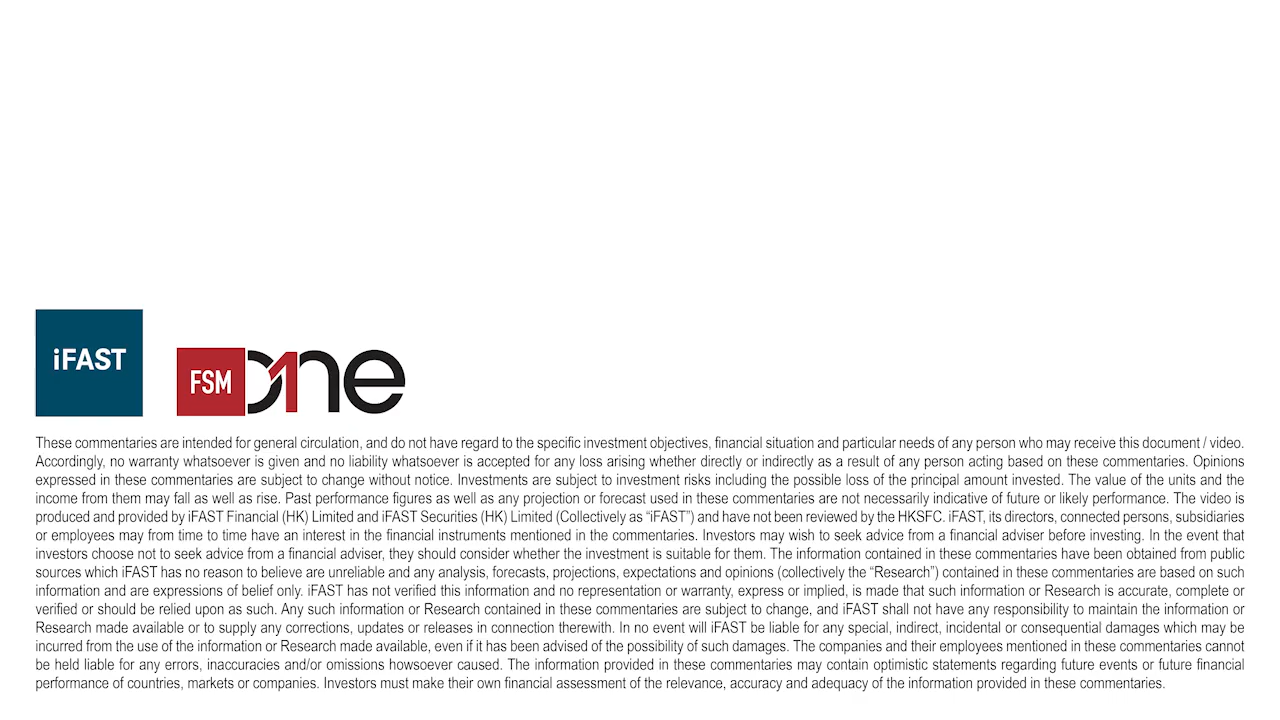 iFAST
FSM one
These commentaries are intended for general circulation, and do not have regard to the specific investment objectives, financial situation and particular needs of any person who may receive this document / video.
Accordingly, no warranty whatsoever is given and no liability whatsoever is accepted for any loss arising whether directly or indirectly as a result of any person acting based on these commentaries. Opinions
expressed in these commentaries are subject to change without notice. Investments are subject to investment risks including the possible loss of the principal amount invested. The value of the units and the
income from them may fall as well as rise. Past performance figures as well as any projection or forecast used in these commentaries are not necessarily indicative of future or likely performance. The video is
produced and provided by iFAST Financial (HK) Limited and iFAST Securities (HK) Limited (Collectively as “iFAST”) and have not been reviewed by the HKSFC. iFAST, its directors, connected persons, subsidiaries
or employees may from time to time have an interest in the financial instruments mentioned in the commentaries. Investors may wish to seek advice from a financial adviser before investing. In the event that
investors choose not to seek advice from a financial adviser, they should consider whether the investment is suitable for them. The information contained in these commentaries have been obtained from public
sources which iFAST has no reason to believe are unreliable and any analysis, forecasts, projections, expectations and opinions (collectively the “Research”) contained in these commentaries are based on such
information and are expressions of belief only. iFAST has not verified this information and no representation or warranty, express or implied, is made that such information or Research is accurate, complete or
verified or should be relied upon as such. Any such information or Research contained in these commentaries are subject to change, and iFAST shall not have any responsibility to maintain the information or
Research made available or to supply any corrections, updates or releases in connection therewith. In no event will iFAST be liable for any special, indirect, incidental or consequential damages which may be
incurred from the use of the information or Research made available, even if it has been advised of the possibility of such damages. The companies and their employees mentioned in these commentaries cannot
be held liable for any errors, inaccuracies and/or omissions howsoever caused. The information provided in these commentaries may contain optimistic statements regarding future events or future financial
performance of countries, markets or companies. Investors must make their own financial assessment of the relevance, accuracy and adequacy of the information provided in these commentaries.